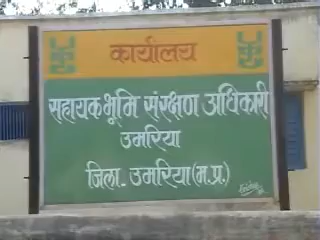 कार्यालय
सहायक भूमि संरक्षण अधिकारी
उमरिया
जिला- उमरिया (म.प्र.)